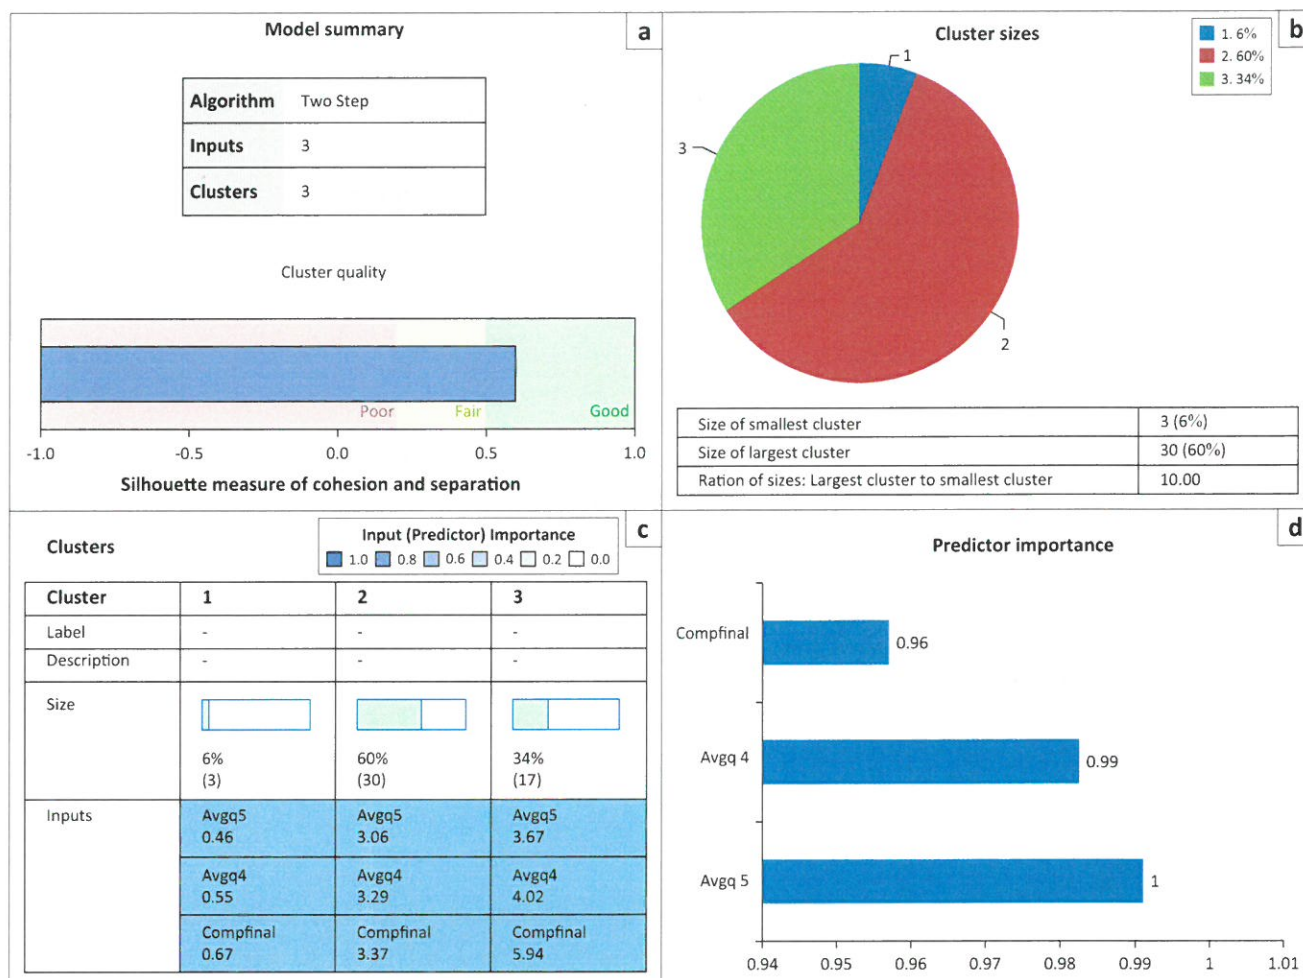 Model summary
a
Algorithm Two Step
Inputs 3
Clusters 3
Cluster quality
Poor Fair Good
-1.0 -0.5 0.0 0.5 1.0
Silhouette measure of cohesion and separation
Cluster sizes
b
1. 6%
2. 60%
3. 34%
1
3
2
Size of smallest cluster 3 (6%)
Size of largest cluster 30 (60%)
Ration of sizes: Largest cluster to smallest cluster 10.00
Clusters
Input (Predictor) Importance
1.0 0.8 0.6 0.4 0.2 0.0
c
Cluster 1 2 3
Label - - -
Description - - -
Size
6% 60% 34%
(3) (30) (17)
Inputs
Avgq5 Avgq5 Avgq5
0.46 3.06 3.67
Avgq4 Avgq4 Avgq4
0.55 3.29 4.02
Compfinal Compfinal Compfinal
0.67 3.37 5.94
Predictor importance
d
Compfinal 0.96
Avgq 4 0.99
Avgq 5 1
0.94 0.95 0.96 0.97 0.98 0.99 1 1.01